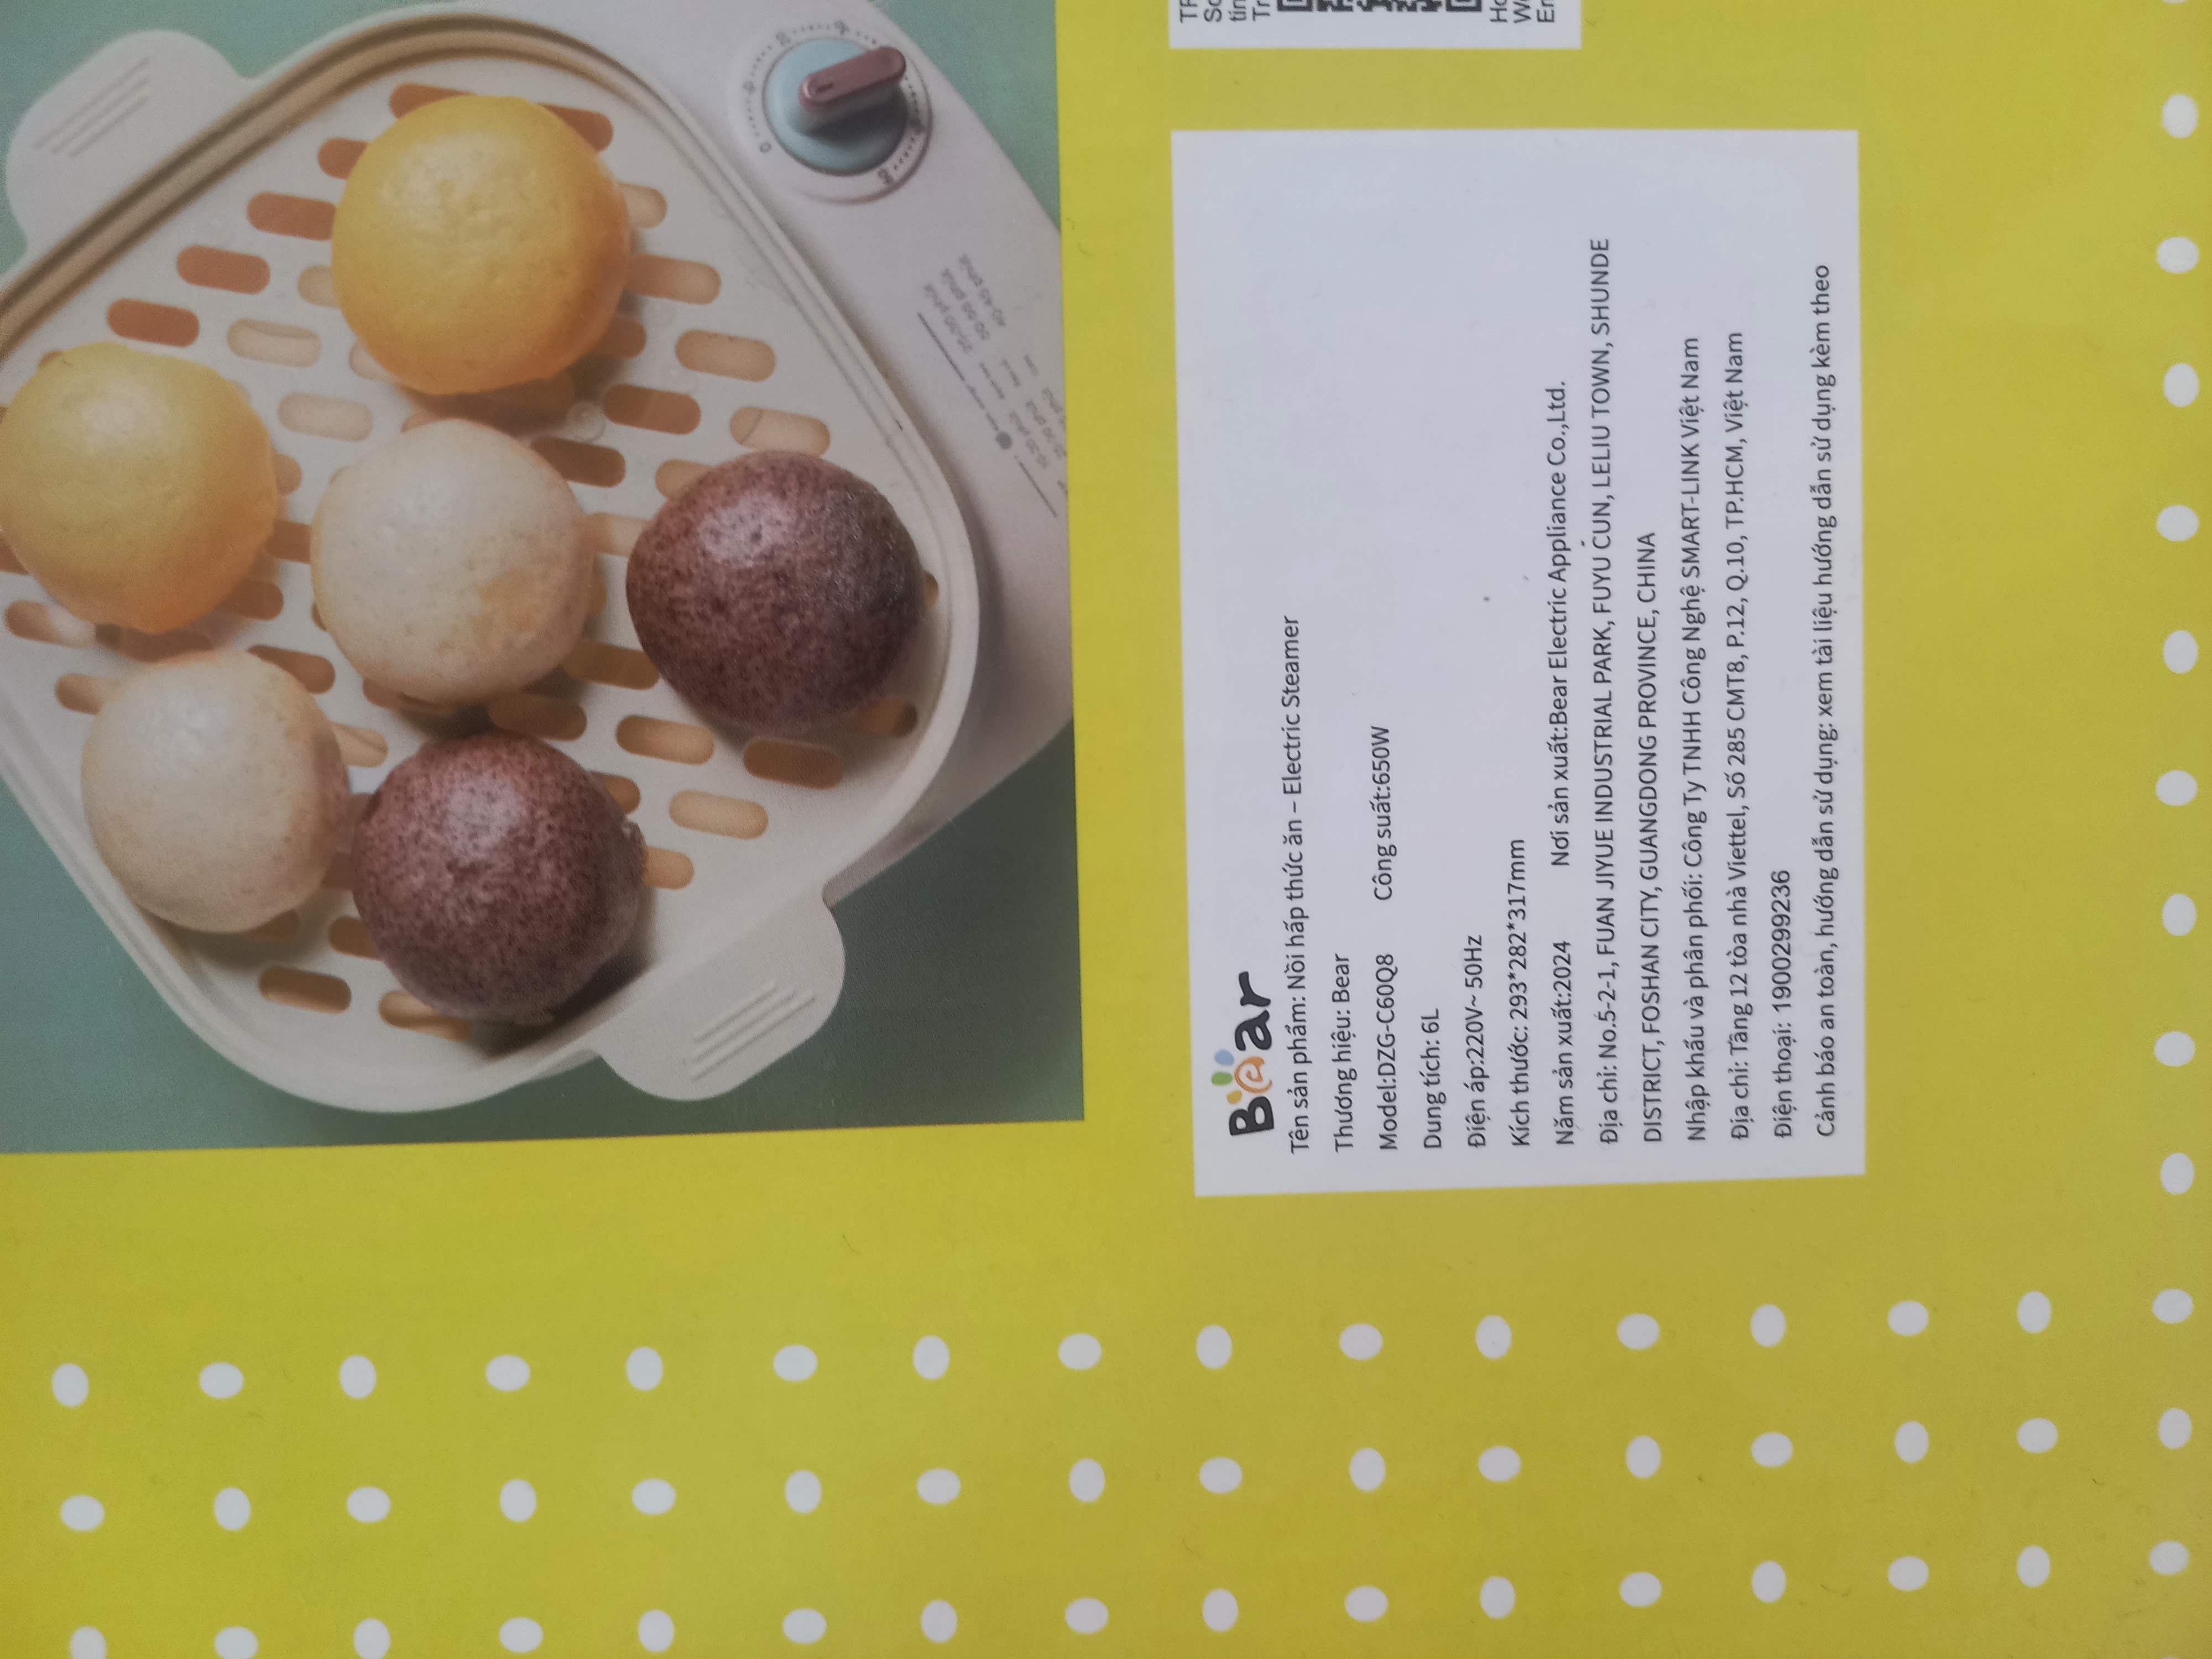 Bear
Tên sản phẩm: Nồi hấp thức ăn – Electric Steamer
Thương hiệu: Bear
Model:DZG-C60Q8 Công suất:650W
Dung tích: 6L
Điện áp:220V~ 50Hz
Kích thước: 293*282*317mm
Năm sản xuất:2024 Nơi sản xuất:Bear Electric Appliance Co.,Ltd.
Địa chỉ: No.5-2-1, FUAN JIYUE INDUSTRIAL PARK, FUYU CUN, LELIU TOWN, SHUNDE
DISTRICT, FOSHAN CITY, GUANGDONG PROVINCE, CHINA
Nhập khẩu và phân phối: Công Ty TNHH Công Nghệ SMART-LINK Việt Nam
Địa chỉ: Tầng 12 tòa nhà Viettel, Số 285 CMT8, P.12, Q.10, TP.HCM, Việt Nam
Điện thoại: 19002999236
Cảnh báo an toàn, hướng dẫn sử dụng: xem tài liệu hướng dẫn sử dụng kèm theo